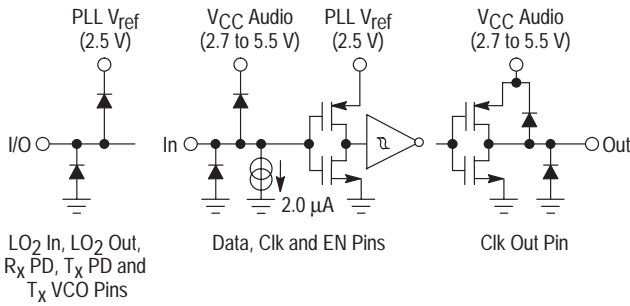 PLL Vref
(2.5 V)
VCC Audio
(2.7 to 5.5 V)
PLL Vref
(2.5 V)
VCC Audio
(2.7 to 5.5 V)
I/O
In
2.0 µA
Out
LO2 In, LO2 Out,
RX PD, TX PD and
TX VCO Pins
Data, Clk and EN Pins
Clk Out Pin